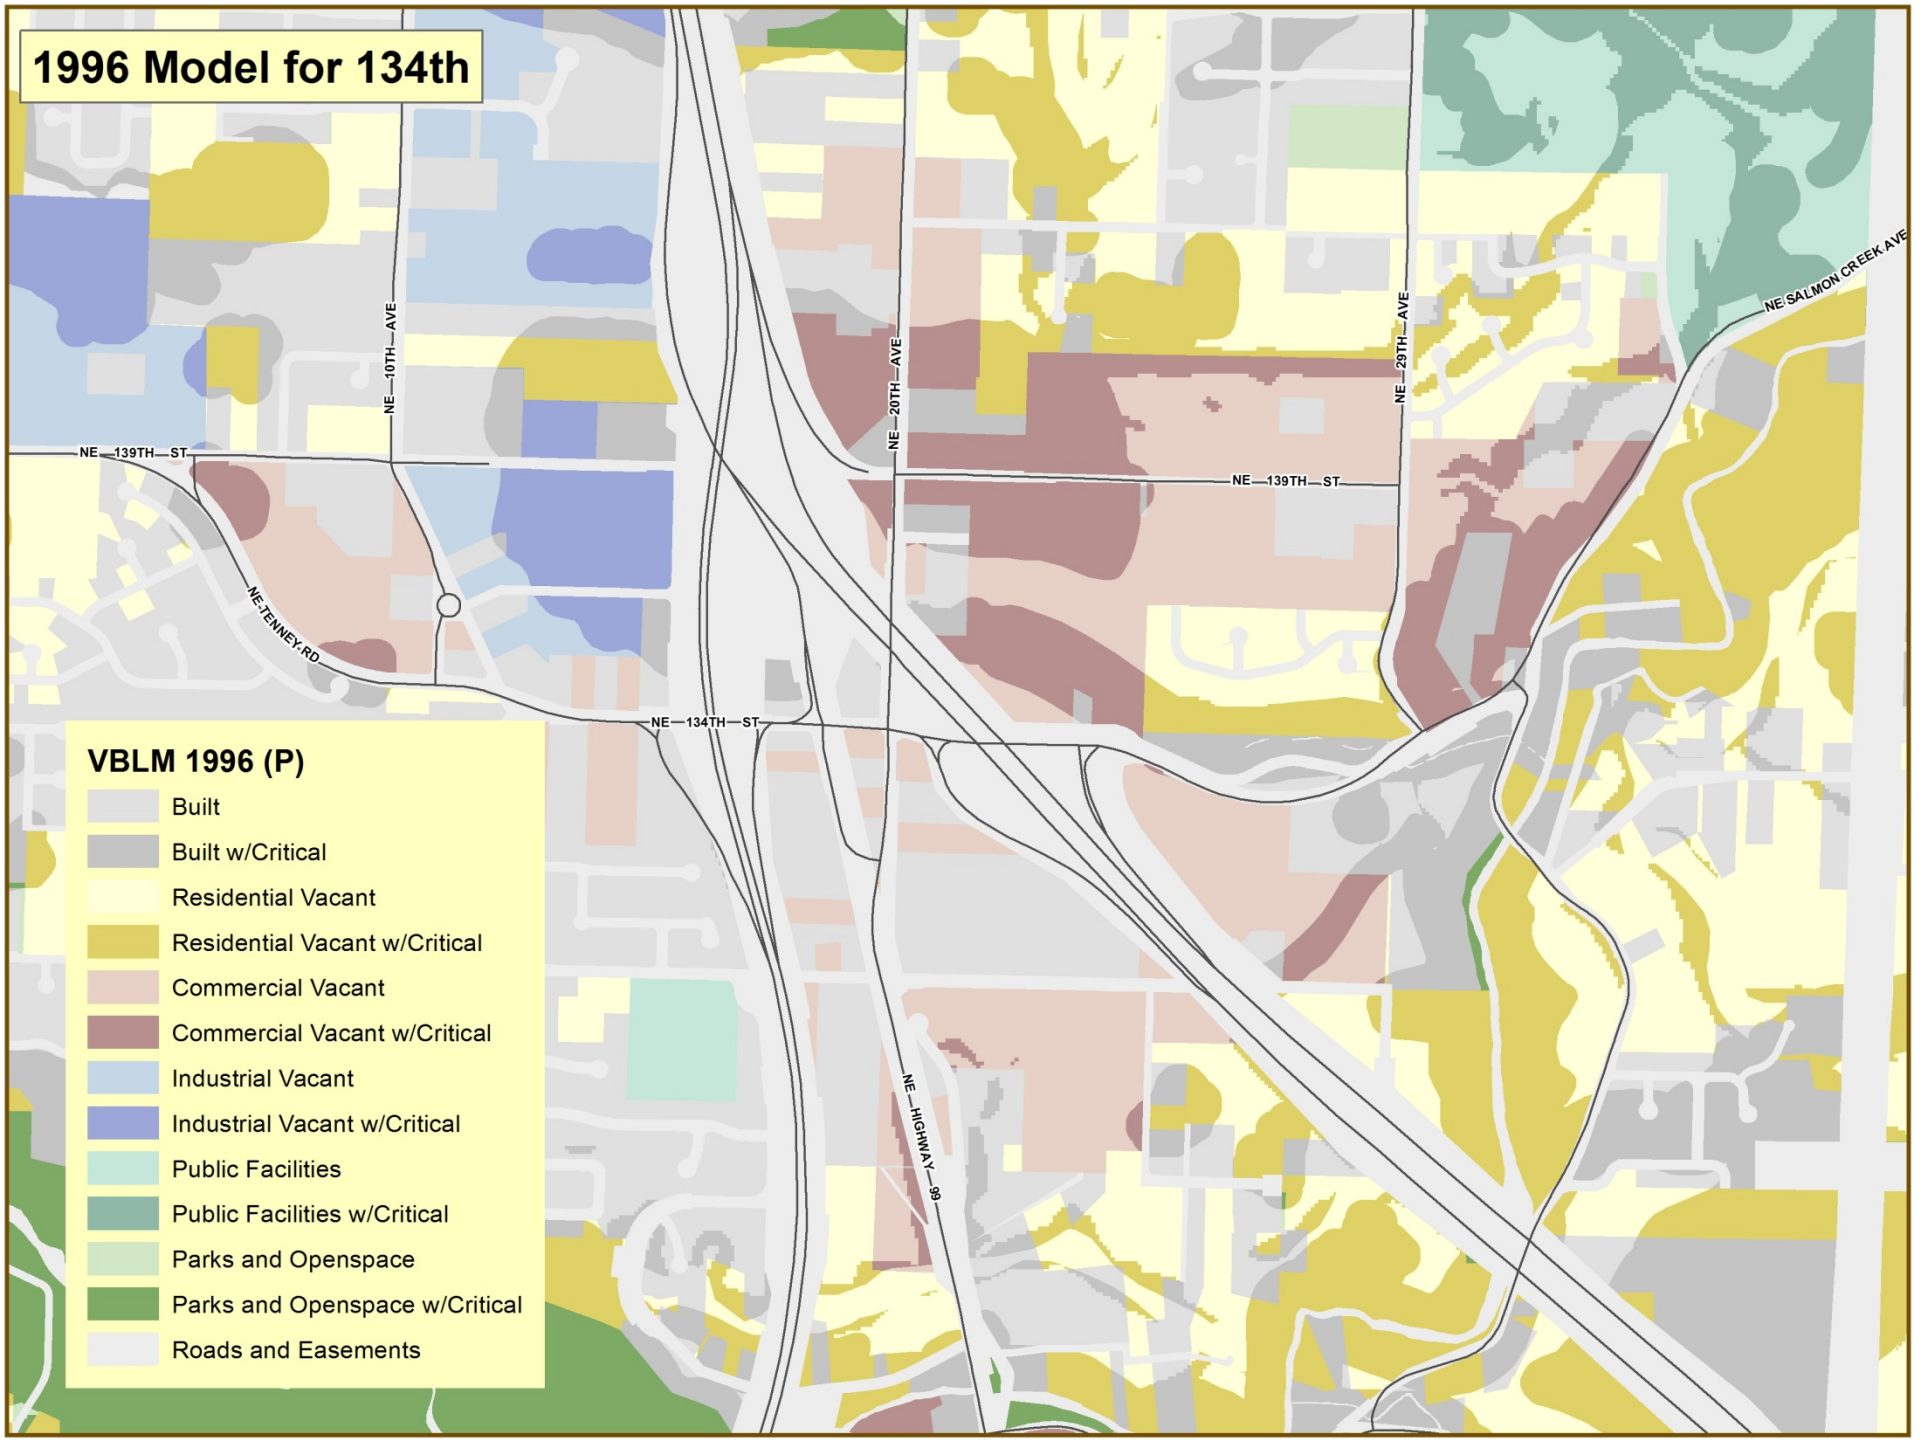 1996 Model for 134th
NE SALMON CREEK AVE
NE 10TH AVE
NE 20TH AVE
NE 29TH AVE
NE 139TH ST
NE 139TH ST
NE TENNEY RD
NE 134TH ST
VBLM 1996 (P)
Built
Built w/Critical
Residential Vacant
Residential Vacant w/Critical
Commercial Vacant
Commercial Vacant w/Critical
Industrial Vacant
Industrial Vacant w/Critical
Public Facilities
Public Facilities w/Critical
Parks and Openspace
Parks and Openspace w/Critical
Roads and Easements
NE HIGHWAY 99